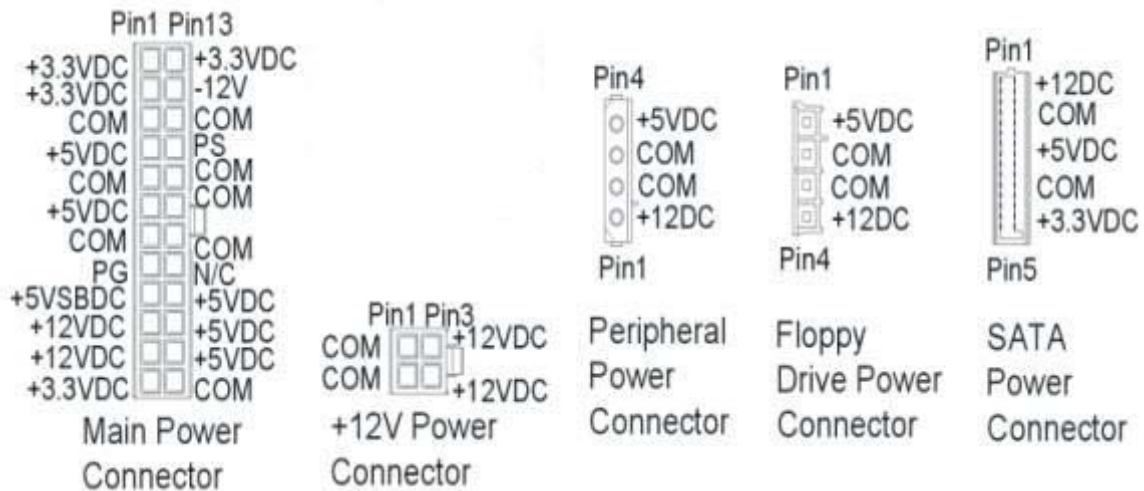 Pin1 Pin13
+3.3VDC +3.3VDC
+3.3VDC -12V
COM COM
+5VDC PS
COM COM
+5VDC COM
COM COM
PG N/C
+5VSBDC +5VDC
+12VDC +5VDC
+12VDC +5VDC
+3.3VDC COM
Main Power
Connector
Pin1 Pin3
COM +12VDC
COM +12VDC
+12V Power
Connector
Pin4
+5VDC
COM
COM
+12DC
Pin1
Peripheral
Power
Connector
Pin1
+5VDC
COM
COM
+12DC
Pin4
Floppy
Drive Power
Connector
Pin1
+12DC
COM
+5VDC
COM
+3.3VDC
Pin5
SATA
Power
Connector